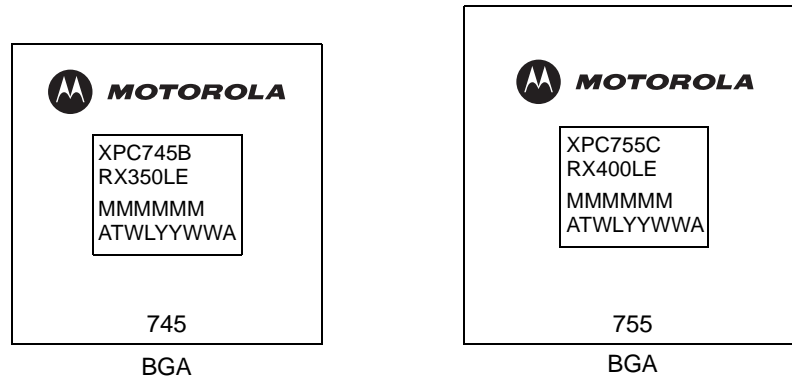 MOTOROLA
XPC745B
RX350LE
MMMMMM
ATWLYYWWA
745
BGA
MOTOROLA
XPC755C
RX400LE
MMMMMM
ATWLYYWWA
755
BGA